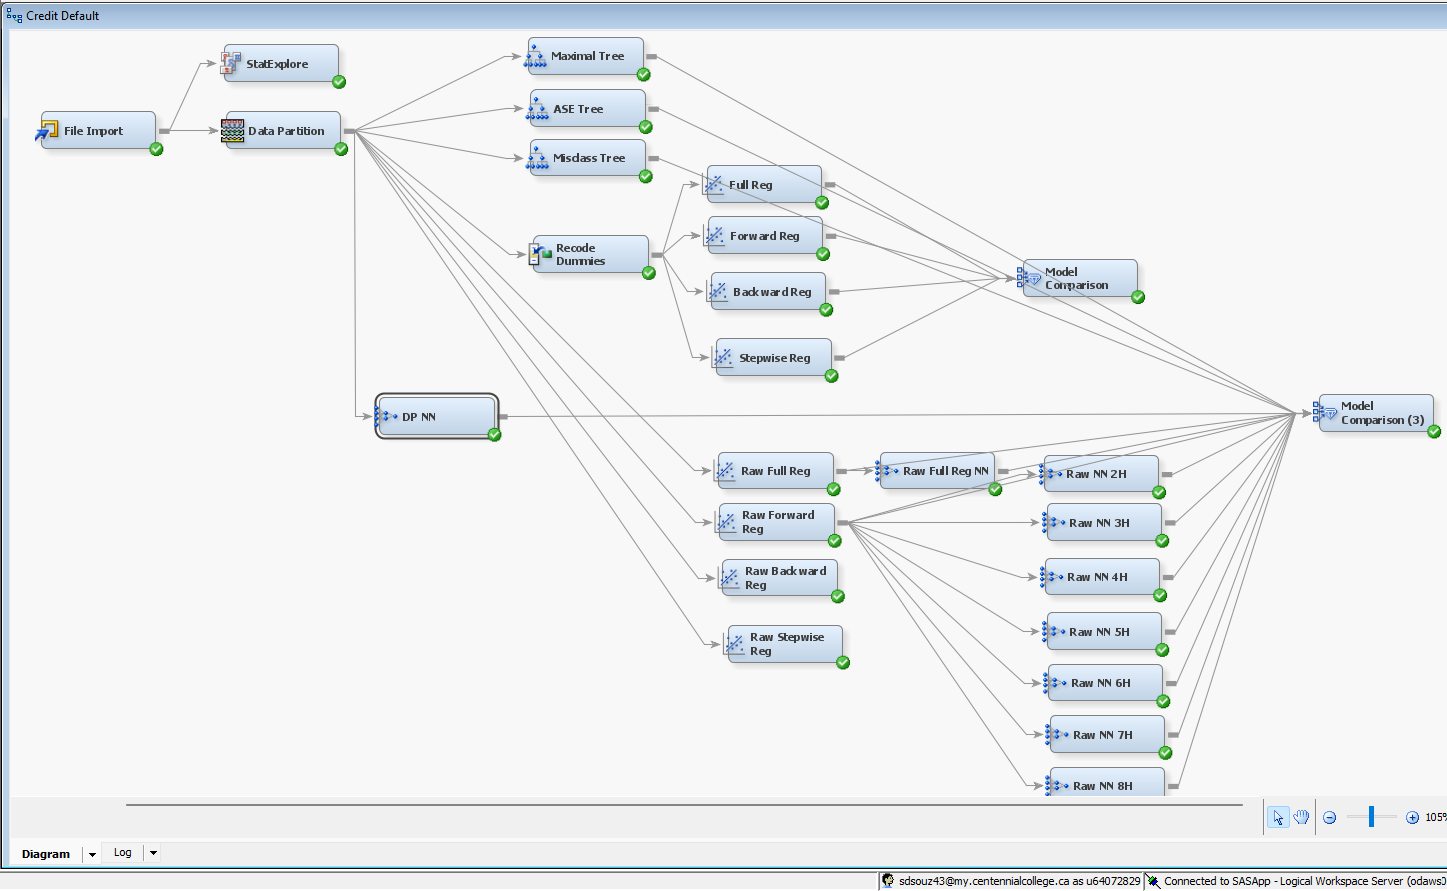 Credit Default
Maximal Tree
StatExplore
ASE Tree
File Import
Data Partition
Misclass Tree
Full Reg
Forward Reg
Recode
Dummies
Model
Comparison
Backward Reg
Stepwise Reg
DP NN
Model
Comparison (3)
Raw Full Reg
Raw Full Reg NN
Raw NN 2H
Raw Forward
Reg
Raw NN 3H
Raw Backward
Reg
Raw NN 4H
Raw Stepwise
Reg
Raw NN 5H
Raw NN 6H
Raw NN 7H
Raw NN 8H
105%
Diagram
Log
sdsouz43@my.centennialcollege.ca as u64072829
Connected to SASApp - Logical Workspace Server (odaws0